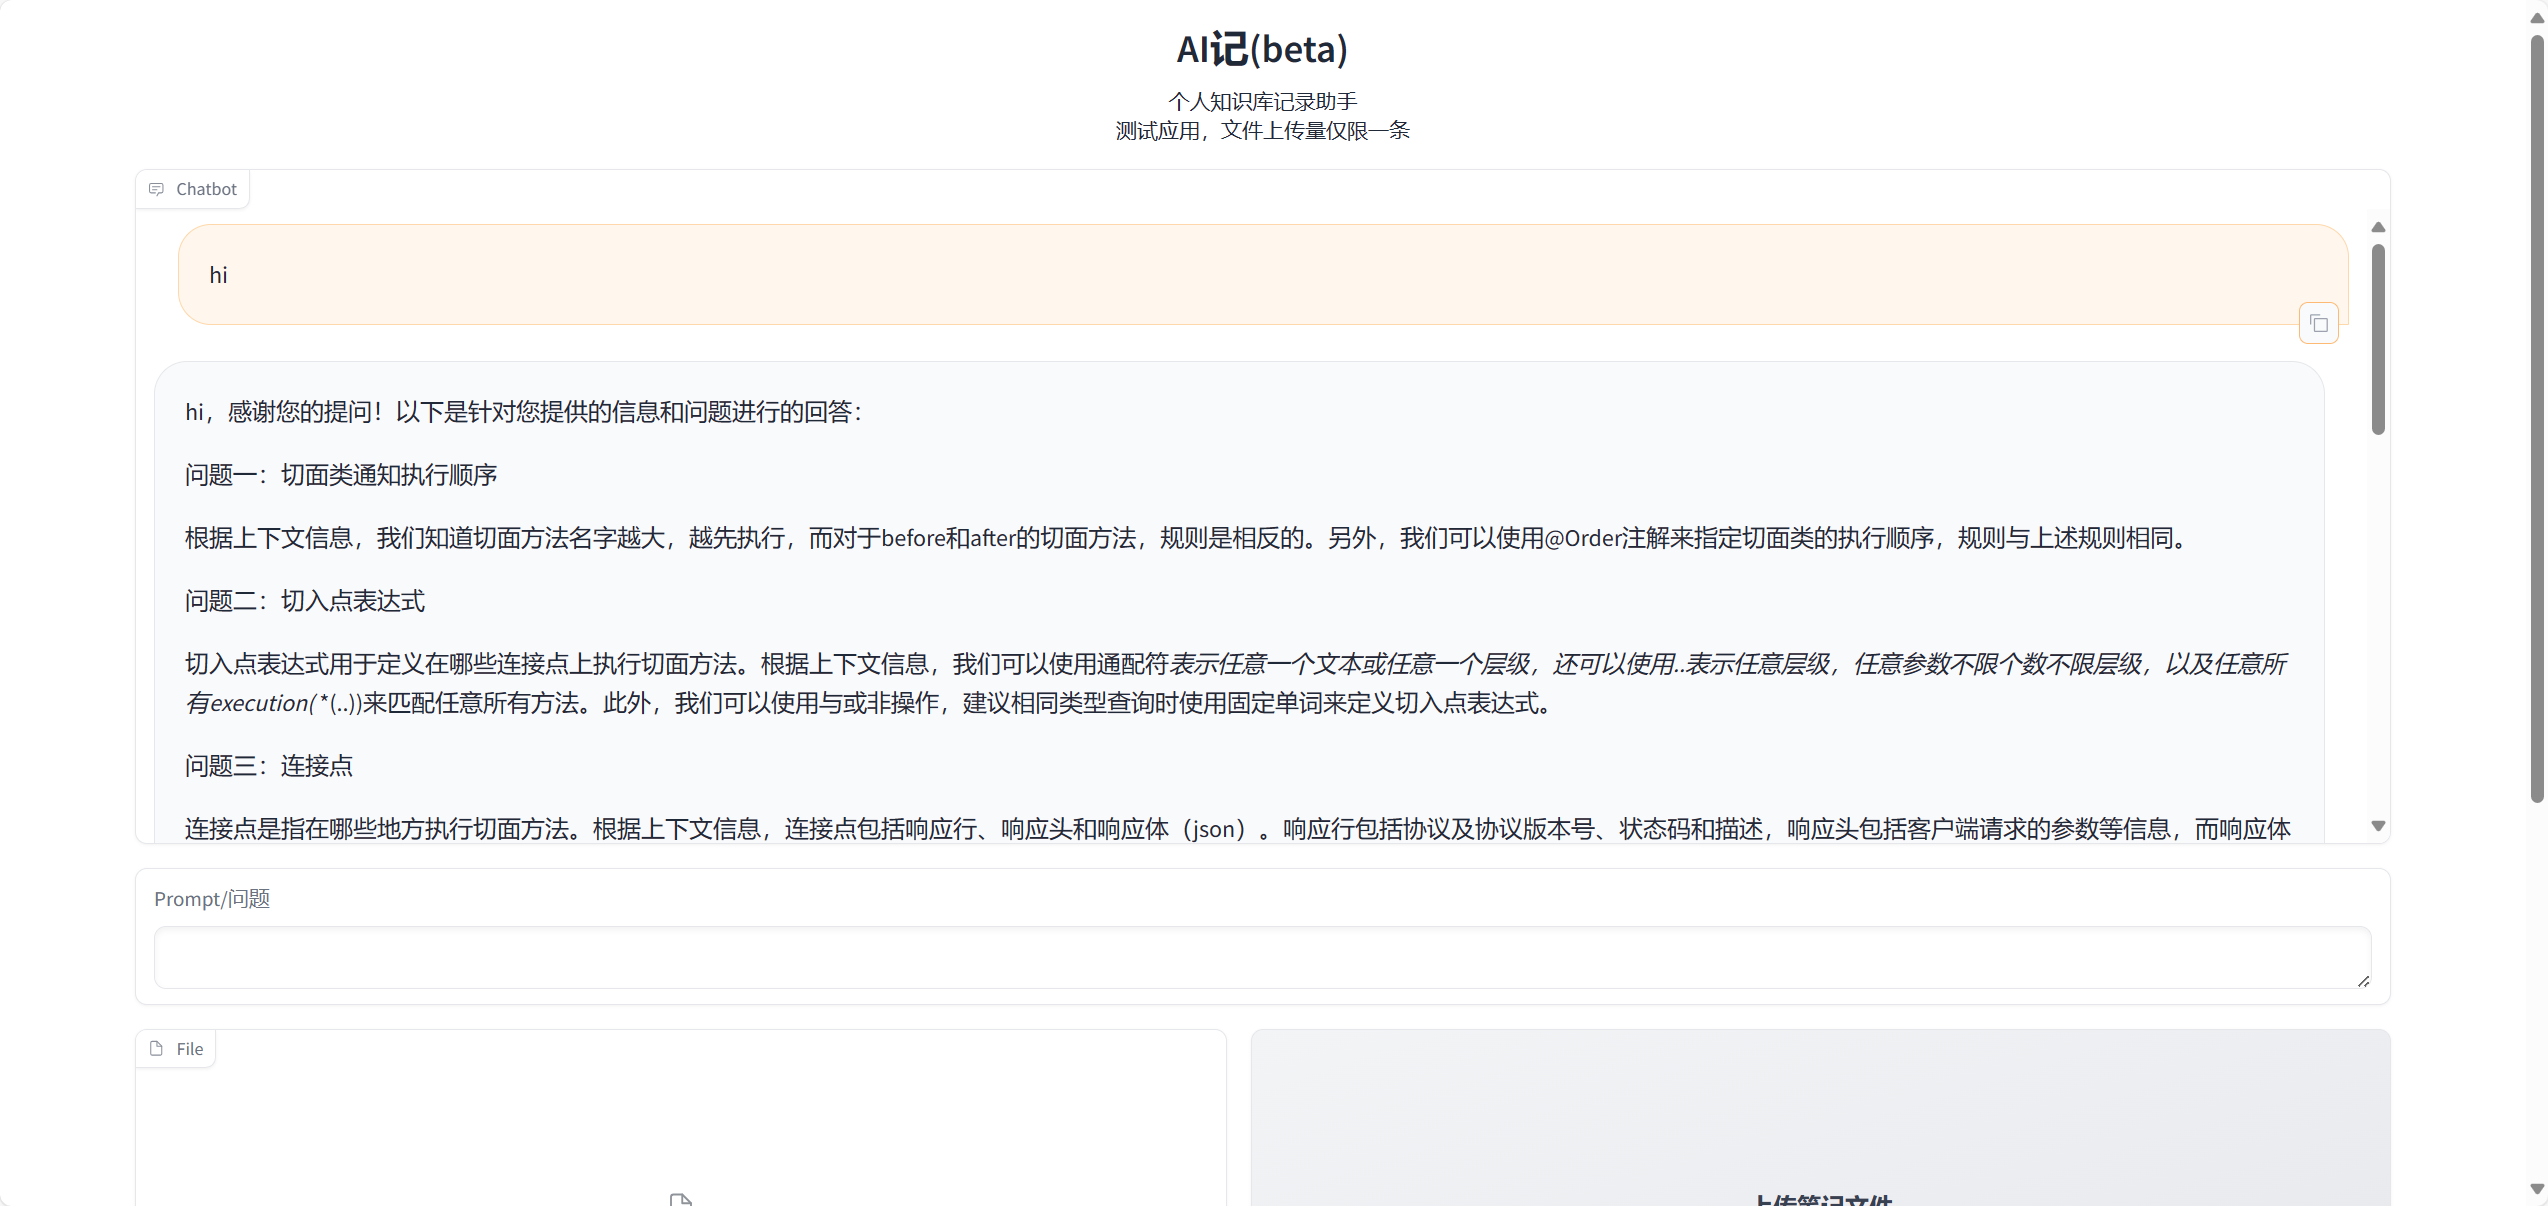 AI记(beta)
个人知识库记录助手
测试应用，文件上传量仅限一条
Chatbot
hi
hi，感谢您的提问！以下是针对您提供的信息和问题进行的回答：
问题一：切面类通知执行顺序
根据上下文信息，我们知道切面方法名字越大，越先执行，而对于before和after的切面方法，规则是相反的。另外，我们可以使用@Order注解来指定切面类的执行顺序，规则与上述规则相同。
问题二：切入点表达式
切入点表达式用于定义在哪些连接点上执行切面方法。根据上下文信息，我们可以使用通配符表示任意一个文本或任意一个层级，还可以使用..表示任意层级，任意参数不限个数不限层级，以及任意所
有execution(*(..))来匹配任意所有方法。此外，我们可以使用与或非操作，建议相同类型查询时使用固定单词来定义切入点表达式。
问题三：连接点
连接点是指在哪些地方执行切面方法。根据上下文信息，连接点包括响应行、响应头和响应体（json）。响应行包括协议及协议版本号、状态码和描述，响应头包括客户端请求的参数等信息，而响应体
Prompt/问题
File
上传笔记文件